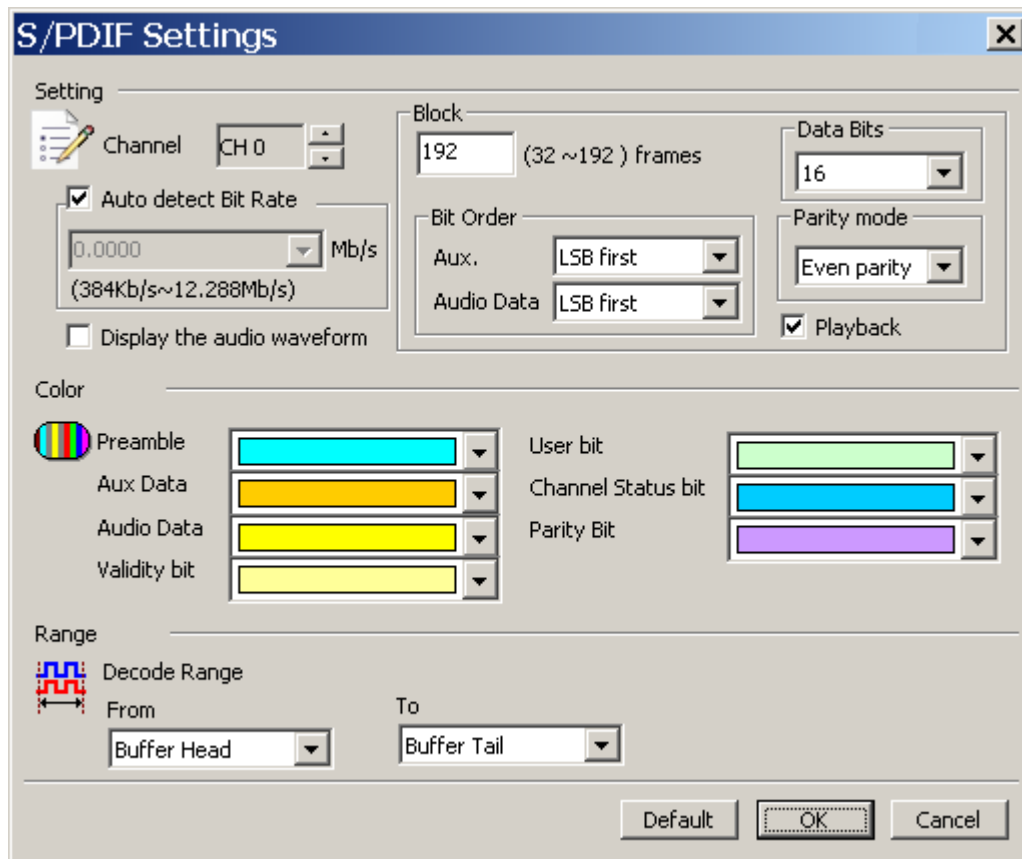 S/PDIF Settings
Setting
Channel
CH 0
Auto detect Bit Rate
0.0000
Mb/s
(384Kb/s~12.288Mb/s)
Display the audio waveform
Block
192
(32 ~192 ) frames
Bit Order
Aux.
LSB first
Audio Data
LSB first
Data Bits
16
Parity mode
Even parity
Playback
Color
Preamble
Aux Data
Audio Data
Validity bit
User bit
Channel Status bit
Parity Bit
Range
Decode Range
From
Buffer Head
To
Buffer Tail
Default
OK
Cancel